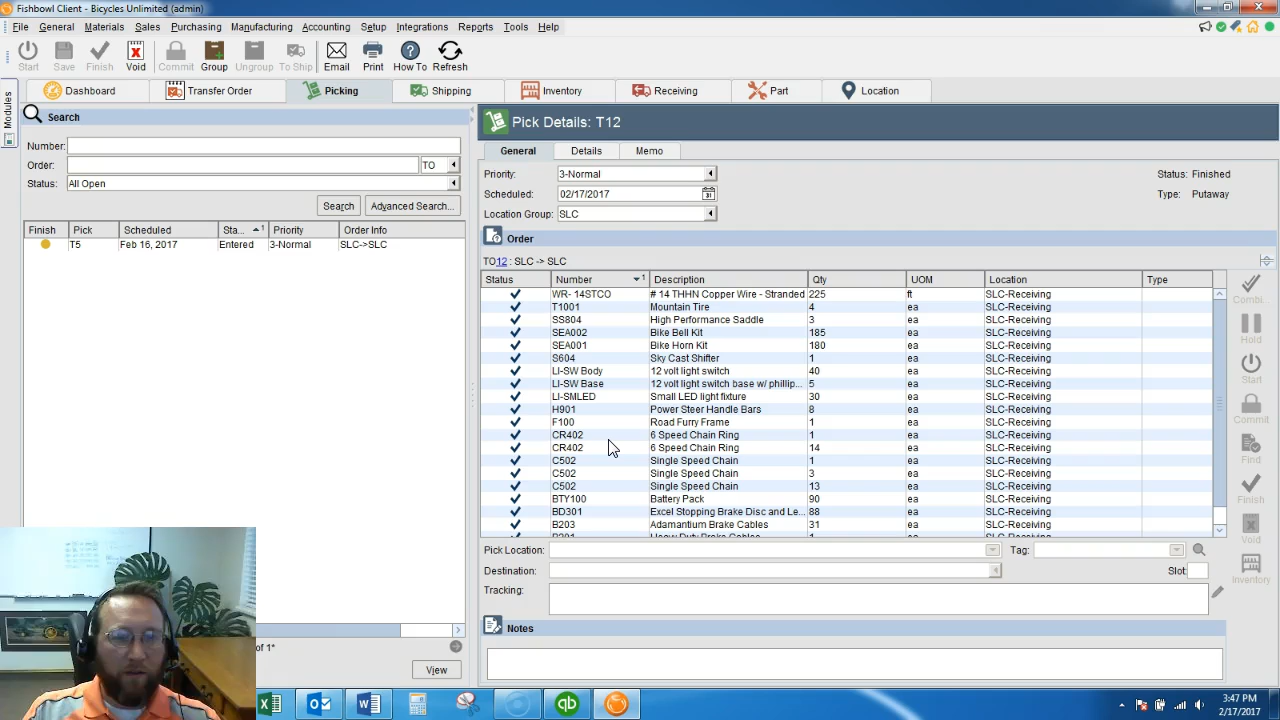 Fishbowl Client - Bicycles Unlimited (admin)
File General Materials Sales Purchasing Manufacturing Accounting Setup Integrations Reports Tools Help
Start Save Finish Void Commit Group Ungroup To Ship Email Print How To Refresh
Modules
Dashboard Transfer Order Picking Shipping Inventory Receiving Part Location
Search
Number:
Order: TO
Status: All Open
Search Advanced Search...
Finish Pick Scheduled Sta... 1 Priority Order Info
T5 Feb 16, 2017 Entered 3-Normal SLC->SLC
of 1*
View
Pick Details: T12
General Details Memo
Priority: 3-Normal
Status: Finished
Scheduled: 02/17/2017 31
Type: Putaway
Location Group: SLC
Order
TO12 : SLC -> SLC
Status Number 1 Description Qty UOM Location Type
WR- 14STCO # 14 THHN Copper Wire - Stranded 225 ft SLC-Receiving
T1001 Mountain Tire 4 ea SLC-Receiving
SS804 High Performance Saddle 3 ea SLC-Receiving
SEA002 Bike Bell Kit 185 ea SLC-Receiving
SEA001 Bike Horn Kit 180 ea SLC-Receiving
S604 Sky Cast Shifter 1 ea SLC-Receiving
LI-SW Body 12 volt light switch 40 ea SLC-Receiving
LI-SW Base 12 volt light switch base w/ phillip... 5 ea SLC-Receiving
LI-SMLED Small LED light fixture 30 ea SLC-Receiving
H901 Power Steer Handle Bars 8 ea SLC-Receiving
F100 Road Furry Frame 1 ea SLC-Receiving
CR402 6 Speed Chain Ring 1 ea SLC-Receiving
CR402 6 Speed Chain Ring 14 ea SLC-Receiving
C502 Single Speed Chain 1 ea SLC-Receiving
C502 Single Speed Chain 3 ea SLC-Receiving
C502 Single Speed Chain 13 ea SLC-Receiving
BTY100 Battery Pack 90 ea SLC-Receiving
BD301 Excel Stopping Brake Disc and Le... 88 ea SLC-Receiving
B203 Adamantium Brake Cables 31 ea SLC-Receiving
B201 Heavy Duty Brake Cables ea SLC-Receiving
Combi...
Hold
Start
Commit
Find
Finish
Void
Inventory
Pick Location: Tag:
Destination: Slot:
Tracking:
Notes
3:47 PM
2/17/2017